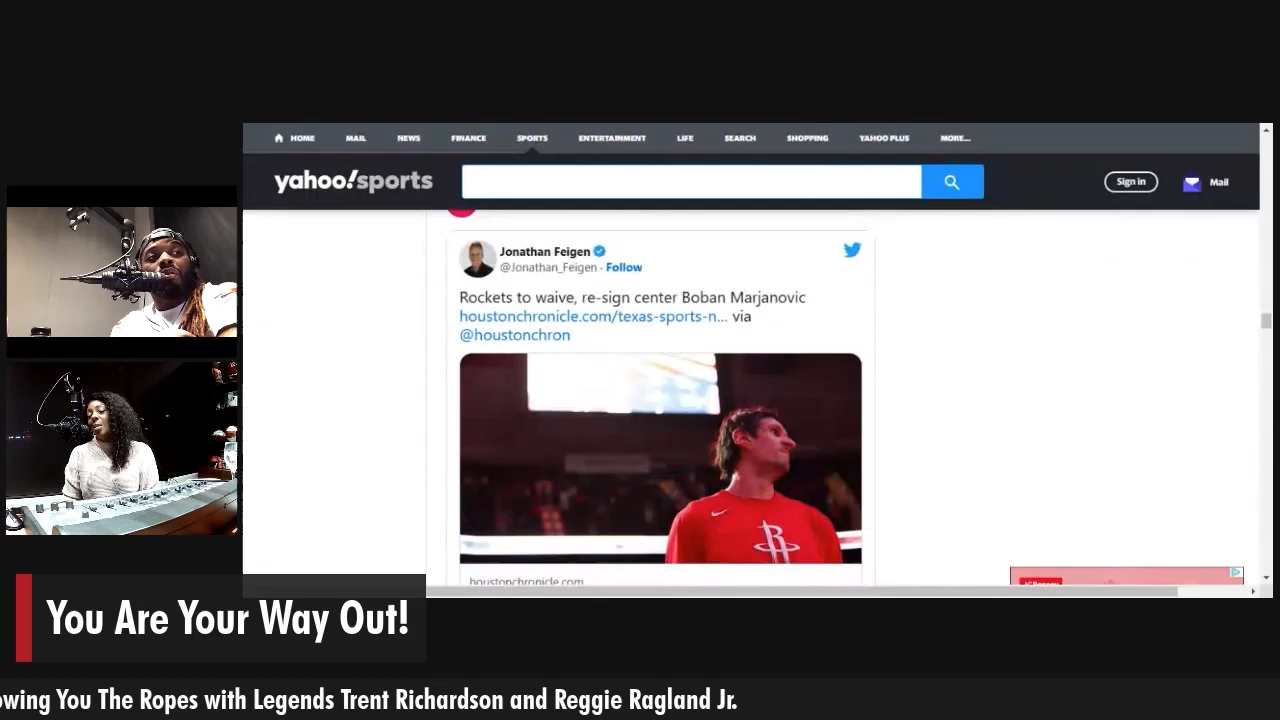 HOME MAIL NEWS FINANCE SPORTS ENTERTAINMENT LIFE SEARCH SHOPPING YAHOO PLUS MORE...
yahoo!sports
Sign in
Mail
Jonathan Feigen
@Jonathan_Feigen · Follow
Rockets to waive, re-sign center Boban Marjanovic
houstonchronicle.com/texas-sports-n... via
@houstonchron
R
houstonchronicle.com
JCPenney
You Are Your Way Out!
owing You The Ropes with Legends Trent Richardson and Reggie Ragland Jr.